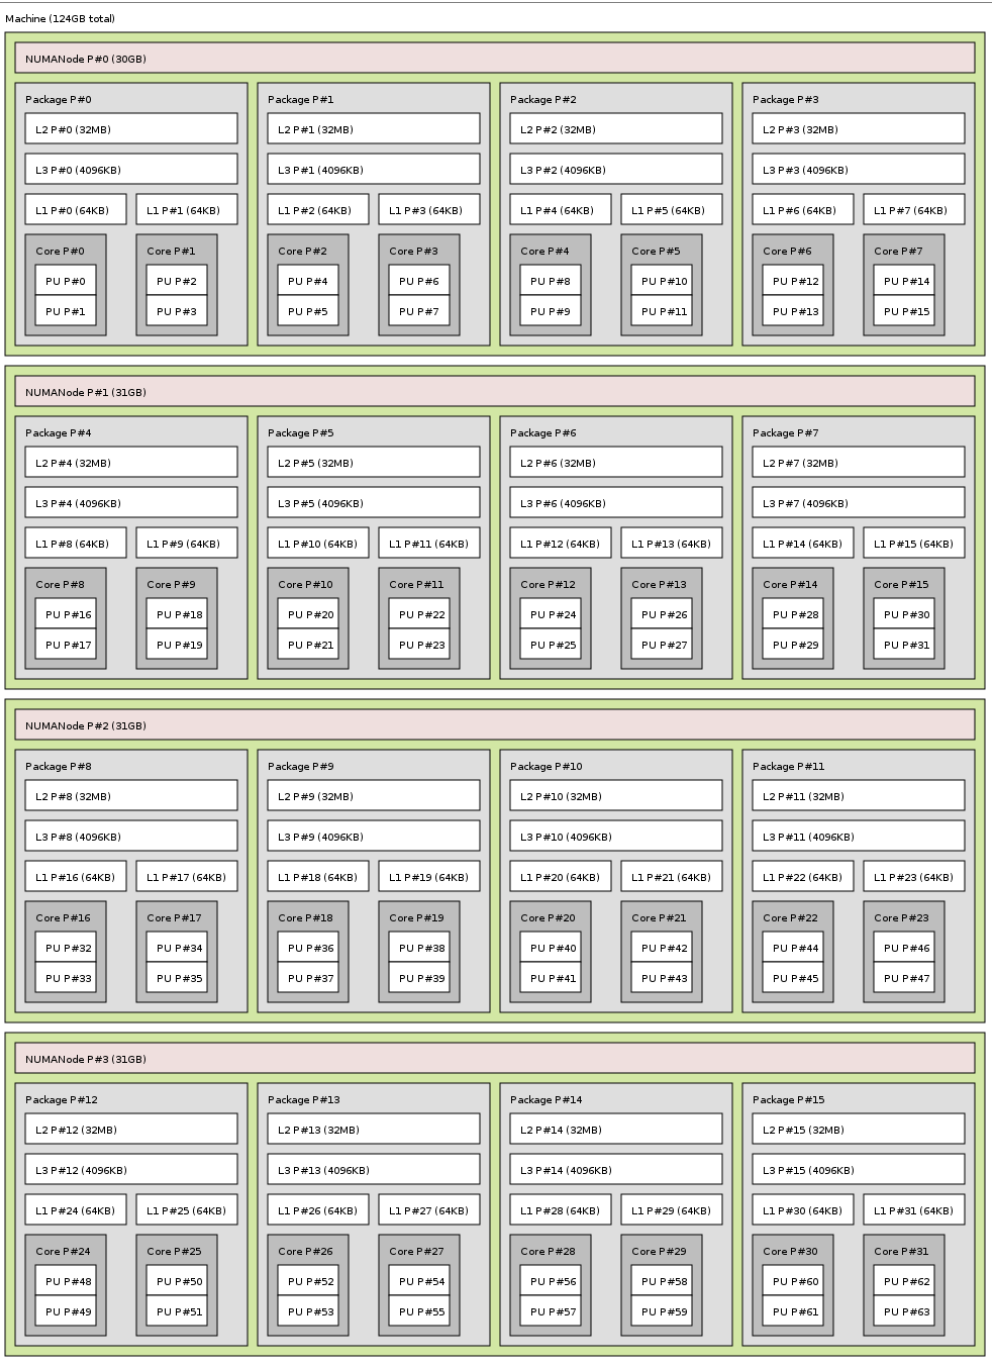 Machine (124GB total)
NUMANode P#0 (30GB)
Package P#0 Package P#1 Package P#2 Package P#3
L2 P#0 (32MB) L2 P#1 (32MB) L2 P#2 (32MB) L2 P#3 (32MB)
L3 P#0 (4096KB) L3 P#1 (4096KB) L3 P#2 (4096KB) L3 P#3 (4096KB)
L1 P#0 (64KB) L1 P#1 (64KB) L1 P#2 (64KB) L1 P#3 (64KB) L1 P#4 (64KB) L1 P#5 (64KB) L1 P#6 (64KB) L1 P#7 (64KB)
Core P#0 Core P#1 Core P#2 Core P#3 Core P#4 Core P#5 Core P#6 Core P#7
PU P#0 PU P#2 PU P#4 PU P#6 PU P#8 PU P#10 PU P#12 PU P#14
PU P#1 PU P#3 PU P#5 PU P#7 PU P#9 PU P#11 PU P#13 PU P#15
NUMANode P#1 (31GB)
Package P#4 Package P#5 Package P#6 Package P#7
L2 P#4 (32MB) L2 P#5 (32MB) L2 P#6 (32MB) L2 P#7 (32MB)
L3 P#4 (4096KB) L3 P#5 (4096KB) L3 P#6 (4096KB) L3 P#7 (4096KB)
L1 P#8 (64KB) L1 P#9 (64KB) L1 P#10 (64KB) L1 P#11 (64KB) L1 P#12 (64KB) L1 P#13 (64KB) L1 P#14 (64KB) L1 P#15 (64KB)
Core P#8 Core P#9 Core P#10 Core P#11 Core P#12 Core P#13 Core P#14 Core P#15
PU P#16 PU P#18 PU P#20 PU P#22 PU P#24 PU P#26 PU P#28 PU P#30
PU P#17 PU P#19 PU P#21 PU P#23 PU P#25 PU P#27 PU P#29 PU P#31
NUMANode P#2 (31GB)
Package P#8 Package P#9 Package P#10 Package P#11
L2 P#8 (32MB) L2 P#9 (32MB) L2 P#10 (32MB) L2 P#11 (32MB)
L3 P#8 (4096KB) L3 P#9 (4096KB) L3 P#10 (4096KB) L3 P#11 (4096KB)
L1 P#16 (64KB) L1 P#17 (64KB) L1 P#18 (64KB) L1 P#19 (64KB) L1 P#20 (64KB) L1 P#21 (64KB) L1 P#22 (64KB) L1 P#23 (64KB)
Core P#16 Core P#17 Core P#18 Core P#19 Core P#20 Core P#21 Core P#22 Core P#23
PU P#32 PU P#34 PU P#36 PU P#38 PU P#40 PU P#42 PU P#44 PU P#46
PU P#33 PU P#35 PU P#37 PU P#39 PU P#41 PU P#43 PU P#45 PU P#47
NUMANode P#3 (31GB)
Package P#12 Package P#13 Package P#14 Package P#15
L2 P#12 (32MB) L2 P#13 (32MB) L2 P#14 (32MB) L2 P#15 (32MB)
L3 P#12 (4096KB) L3 P#13 (4096KB) L3 P#14 (4096KB) L3 P#15 (4096KB)
L1 P#24 (64KB) L1 P#25 (64KB) L1 P#26 (64KB) L1 P#27 (64KB) L1 P#28 (64KB) L1 P#29 (64KB) L1 P#30 (64KB) L1 P#31 (64KB)
Core P#24 Core P#25 Core P#26 Core P#27 Core P#28 Core P#29 Core P#30 Core P#31
PU P#48 PU P#50 PU P#52 PU P#54 PU P#56 PU P#58 PU P#60 PU P#62
PU P#49 PU P#51 PU P#53 PU P#55 PU P#57 PU P#59 PU P#61 PU P#63